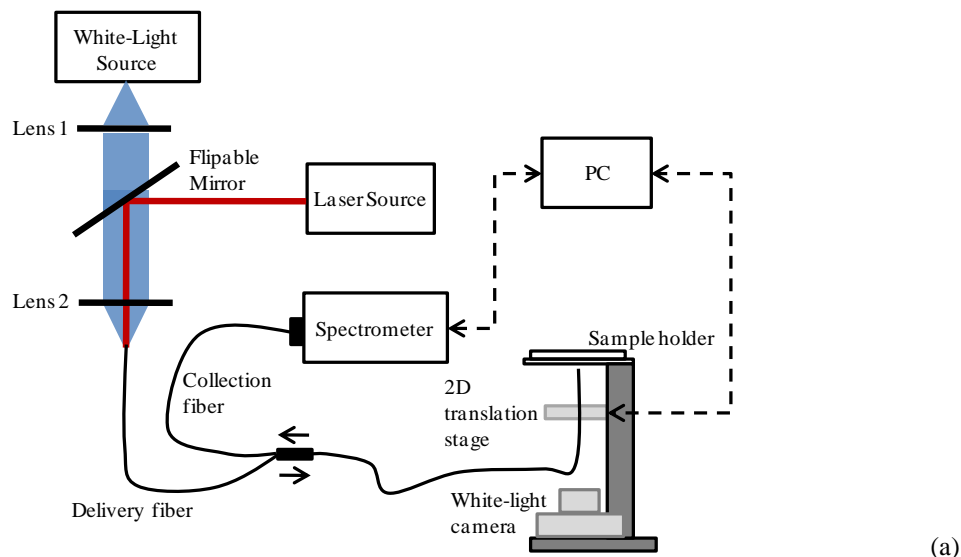 White-Light
Source
Lens 1
Flipable
Mirror
Laser Source
PC
Lens 2
Spectrometer
Sample holder
Collection
fiber
2D
translation
stage
Delivery fiber
White-light
camera
(a)